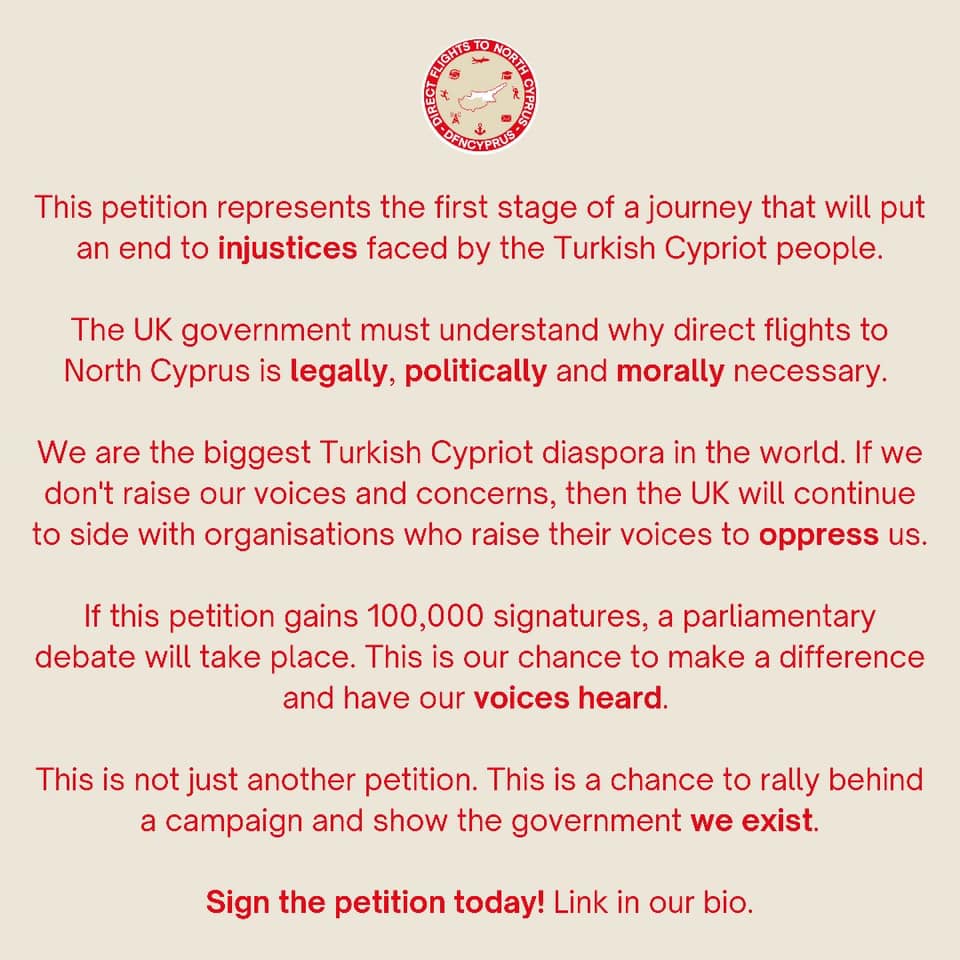 DIRECT FLIGHTS TO NORTH CYPRUS
- DFNCYPRUS -
This petition represents the first stage of a journey that will put
an end to injustices faced by the Turkish Cypriot people.
The UK government must understand why direct flights to
North Cyprus is legally, politically and morally necessary.
We are the biggest Turkish Cypriot diaspora in the world. If we
don't raise our voices and concerns, then the UK will continue
to side with organisations who raise their voices to oppress us.
If this petition gains 100,000 signatures, a parliamentary
debate will take place. This is our chance to make a difference
and have our voices heard.
This is not just another petition. This is a chance to rally behind
a campaign and show the government we exist.
Sign the petition today! Link in our bio.